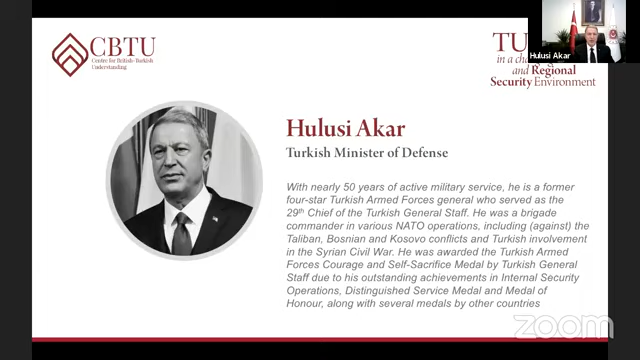 CBTU
Centre for British-Turkish
Understanding
TU
in a cha
and Regional
Security Environment
Hulusi Akar
Hulusi Akar
Turkish Minister of Defense
With nearly 50 years of active military service, he is a former
four-star Turkish Armed Forces general who served as the
29th Chief of the Turkish General Staff. He was a brigade
commander in various NATO operations, including (against) the
Taliban, Bosnian and Kosovo conflicts and Turkish involvement
in the Syrian Civil War. He was awarded the Turkish Armed
Forces Courage and Self-Sacrifice Medal by Turkish General
Staff due to his outstanding achievements in Internal Security
Operations, Distinguished Service Medal and Medal of
Honour, along with several medals by other countries
zoom